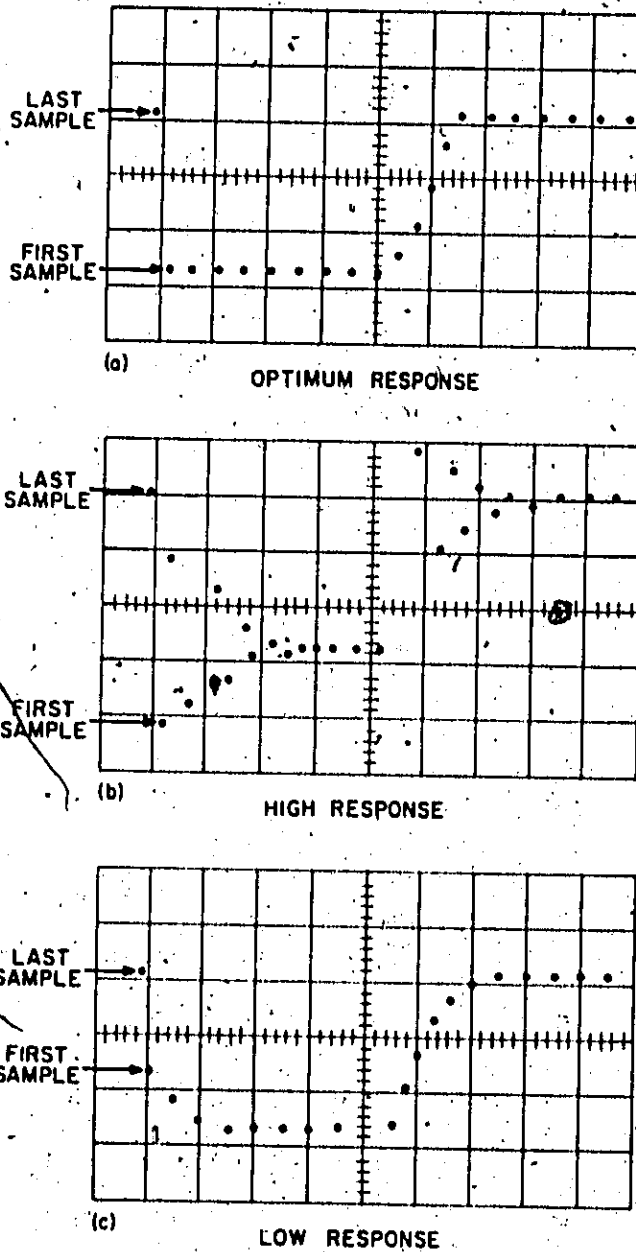 LAST
SAMPLE
FIRST
SAMPLE
(a)
OPTIMUM RESPONSE
LAST
SAMPLE
FIRST
SAMPLE
(b)
HIGH RESPONSE
LAST
SAMPLE
FIRST
SAMPLE
(c)
LOW RESPONSE